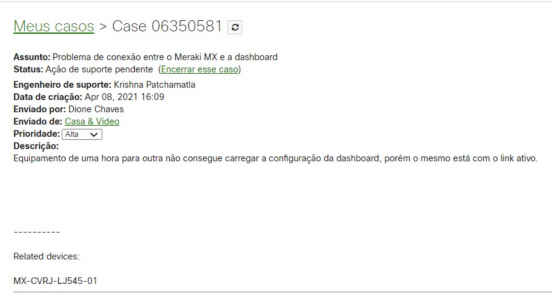 Meus casos > Case 06350581
Assunto: Problema de conexão entre o Meraki MX e a dashboard
Status: Ação de suporte pendente (Encerrar esse caso)
Engenheiro de suporte: Krishna Patchamatla
Data de criação: Apr 08, 2021 16:09
Enviado por: Dione Chaves
Enviado de: Casa & Video
Prioridade: Alta
Descrição:
Equipamento de uma hora para outra não consegue carregar a configuração da dashboard, porém o mesmo está com o link ativo.
----------
Related devices:
MX-CVRJ-LJ545-01